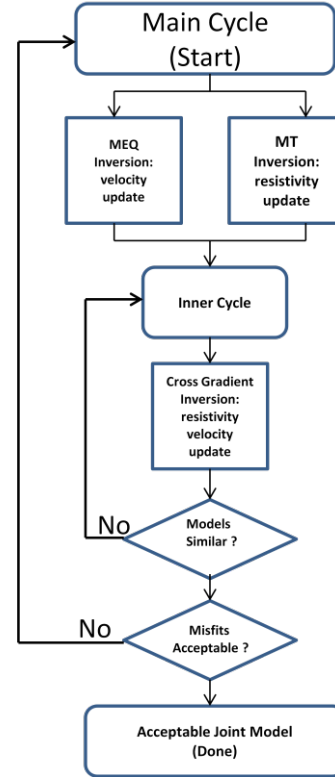 Main Cycle
(Start)
MEQ
Inversion:
velocity
update
MT
Inversion:
resistivity
update
Inner Cycle
Cross Gradient
Inversion:
resistivity
velocity
update
No
Models
Similar ?
No
Misfits
Acceptable ?
Acceptable Joint Model
(Done)